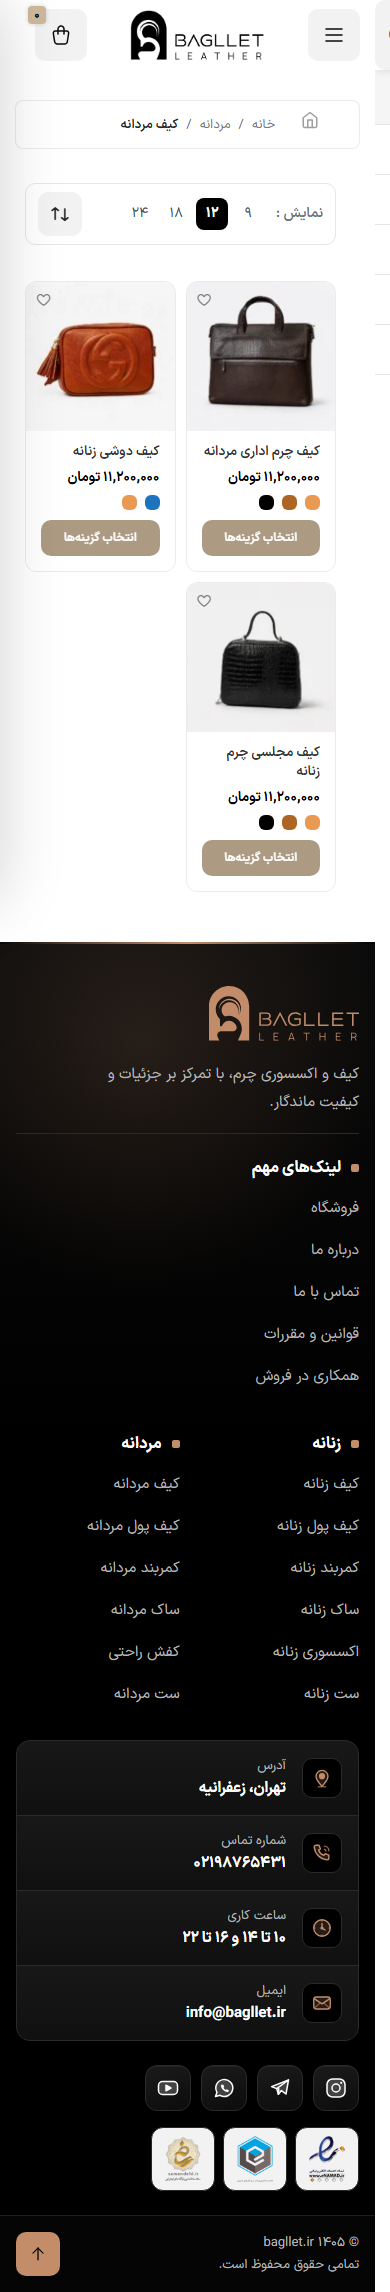 ۰
BAGLLET
LEATHER
خانه / مردانه / کیف مردانه
نمایش : ۹ ۱۲ ۱۸ ۲۴
کیف چرم اداری مردانه
۱۱,۲۰۰,۰۰۰ تومان
انتخاب گزینه‌ها
کیف دوشی زنانه
۱۱,۲۰۰,۰۰۰ تومان
انتخاب گزینه‌ها
کیف مجلسی چرم
زنانه
۱۱,۲۰۰,۰۰۰ تومان
انتخاب گزینه‌ها
BAGLLET
LEATHER
کیف و اکسسوری چرم، با تمرکز بر جزئیات و
کیفیت ماندگار.
لینک‌های مهم
فروشگاه
درباره ما
تماس با ما
قوانین و مقررات
همکاری در فروش
زنانه
کیف زنانه
کیف پول زنانه
کمربند زنانه
ساک زنانه
اکسسوری زنانه
ست زنانه
مردانه
کیف مردانه
کیف پول مردانه
کمربند مردانه
ساک مردانه
کفش راحتی
ست مردانه
آدرس
تهران، زعفرانیه
شماره تماس
۰۲۱۹۸۷۶۵۴۳۱
ساعت کاری
۱۰ تا ۱۴ و ۱۶ تا ۲۲
ایمیل
info@bagllet.ir
© ۱۴۰۵ bagllet.ir
تمامی حقوق محفوظ است.